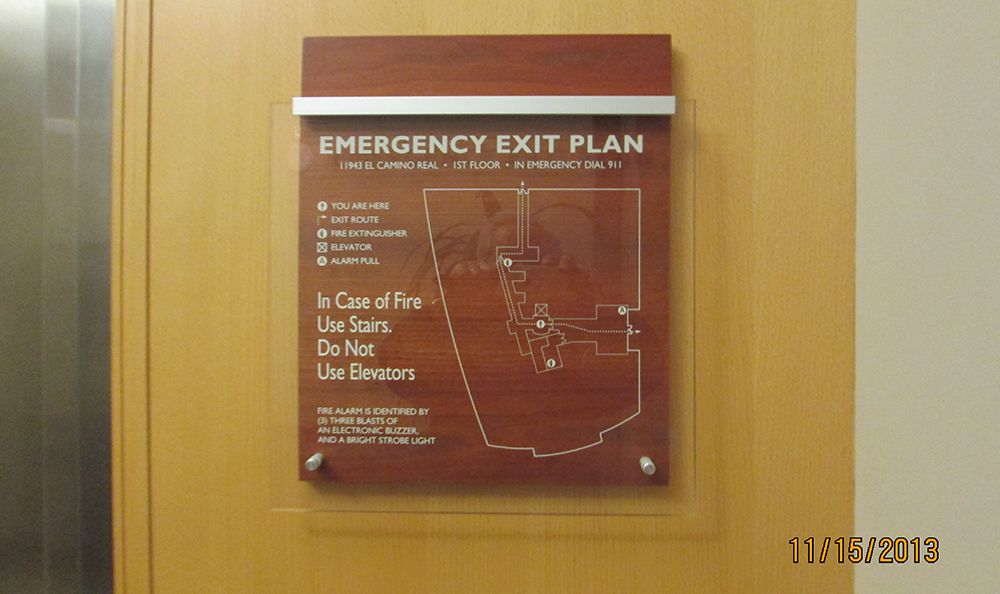 EMERGENCY EXIT PLAN
11943 EL CAMINO REAL • 1ST FLOOR • IN EMERGENCY DIAL 911
YOU ARE HERE
EXIT ROUTE
FIRE EXTINGUISHER
ELEVATOR
A ALARM PULL
A
In Case of Fire
Use Stairs.
Do Not
Use Elevators
FIRE ALARM IS IDENTIFIED BY
(3) THREE BLASTS OF
AN ELECTRONIC BUZZER,
AND A BRIGHT STROBE LIGHT
11/15/2013